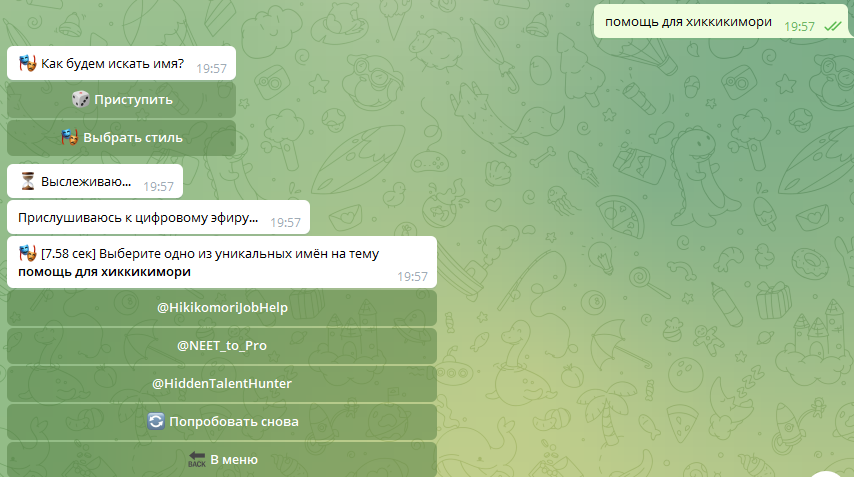 помощь для хиккикимори 19:57
Как будем искать имя? 19:57
Приступить
Выбрать стиль
Выслеживаю... 19:57
Прислушиваюсь к цифровому эфиру... 19:57
[7.58 сек] Выберите одно из уникальных имён на тему
помощь для хиккикимори 19:57
@HikikomoriJobHelp
@NEET_to_Pro
@HiddenTalentHunter
Попробовать снова
BACK В меню